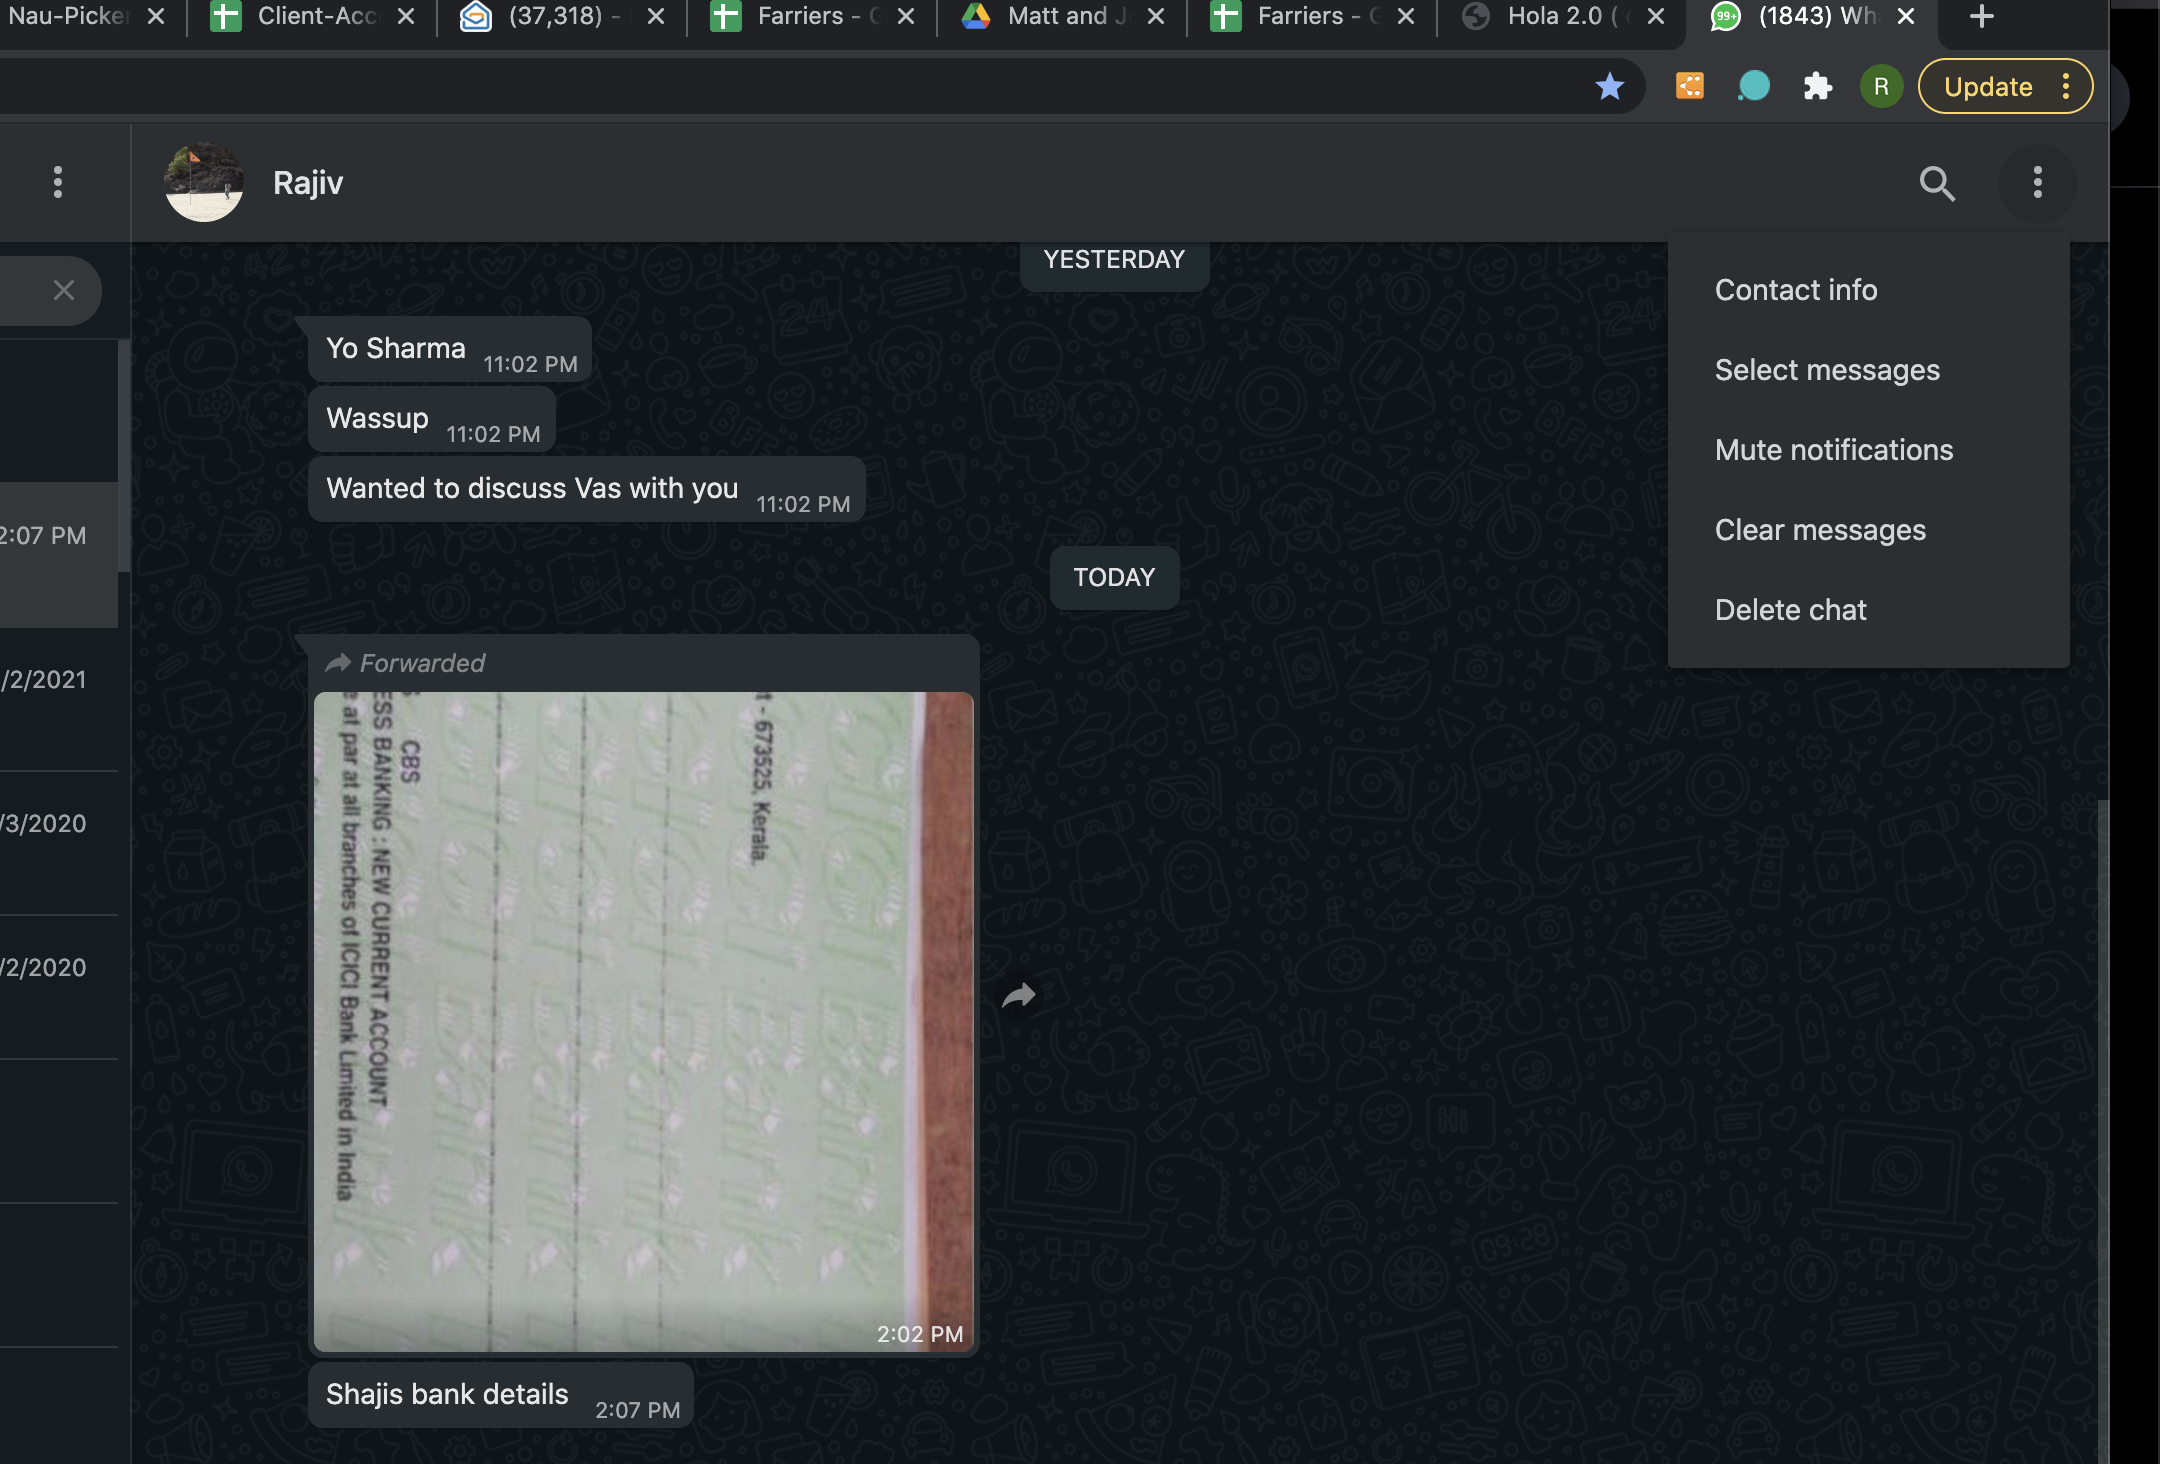 Nau-Picker
Client-Acc
(37,318) -
Farriers - G
Matt and J
Farriers - G
Hola 2.0 (
99+
(1843) Wh
R
Update
Rajiv
YESTERDAY
Contact info
Select messages
Mute notifications
Clear messages
Delete chat
Yo Sharma 11:02 PM
Wassup 11:02 PM
Wanted to discuss Vas with you 11:02 PM
2:07 PM
TODAY
/2/2021
/3/2020
/2/2020
Forwarded
t - 673525. Kerala.
CBS
ESS BANKING : NEW CURRENT ACCOUNT
e at par at all branches of ICICI Bank Limited in India
2:02 PM
Shajis bank details 2:07 PM